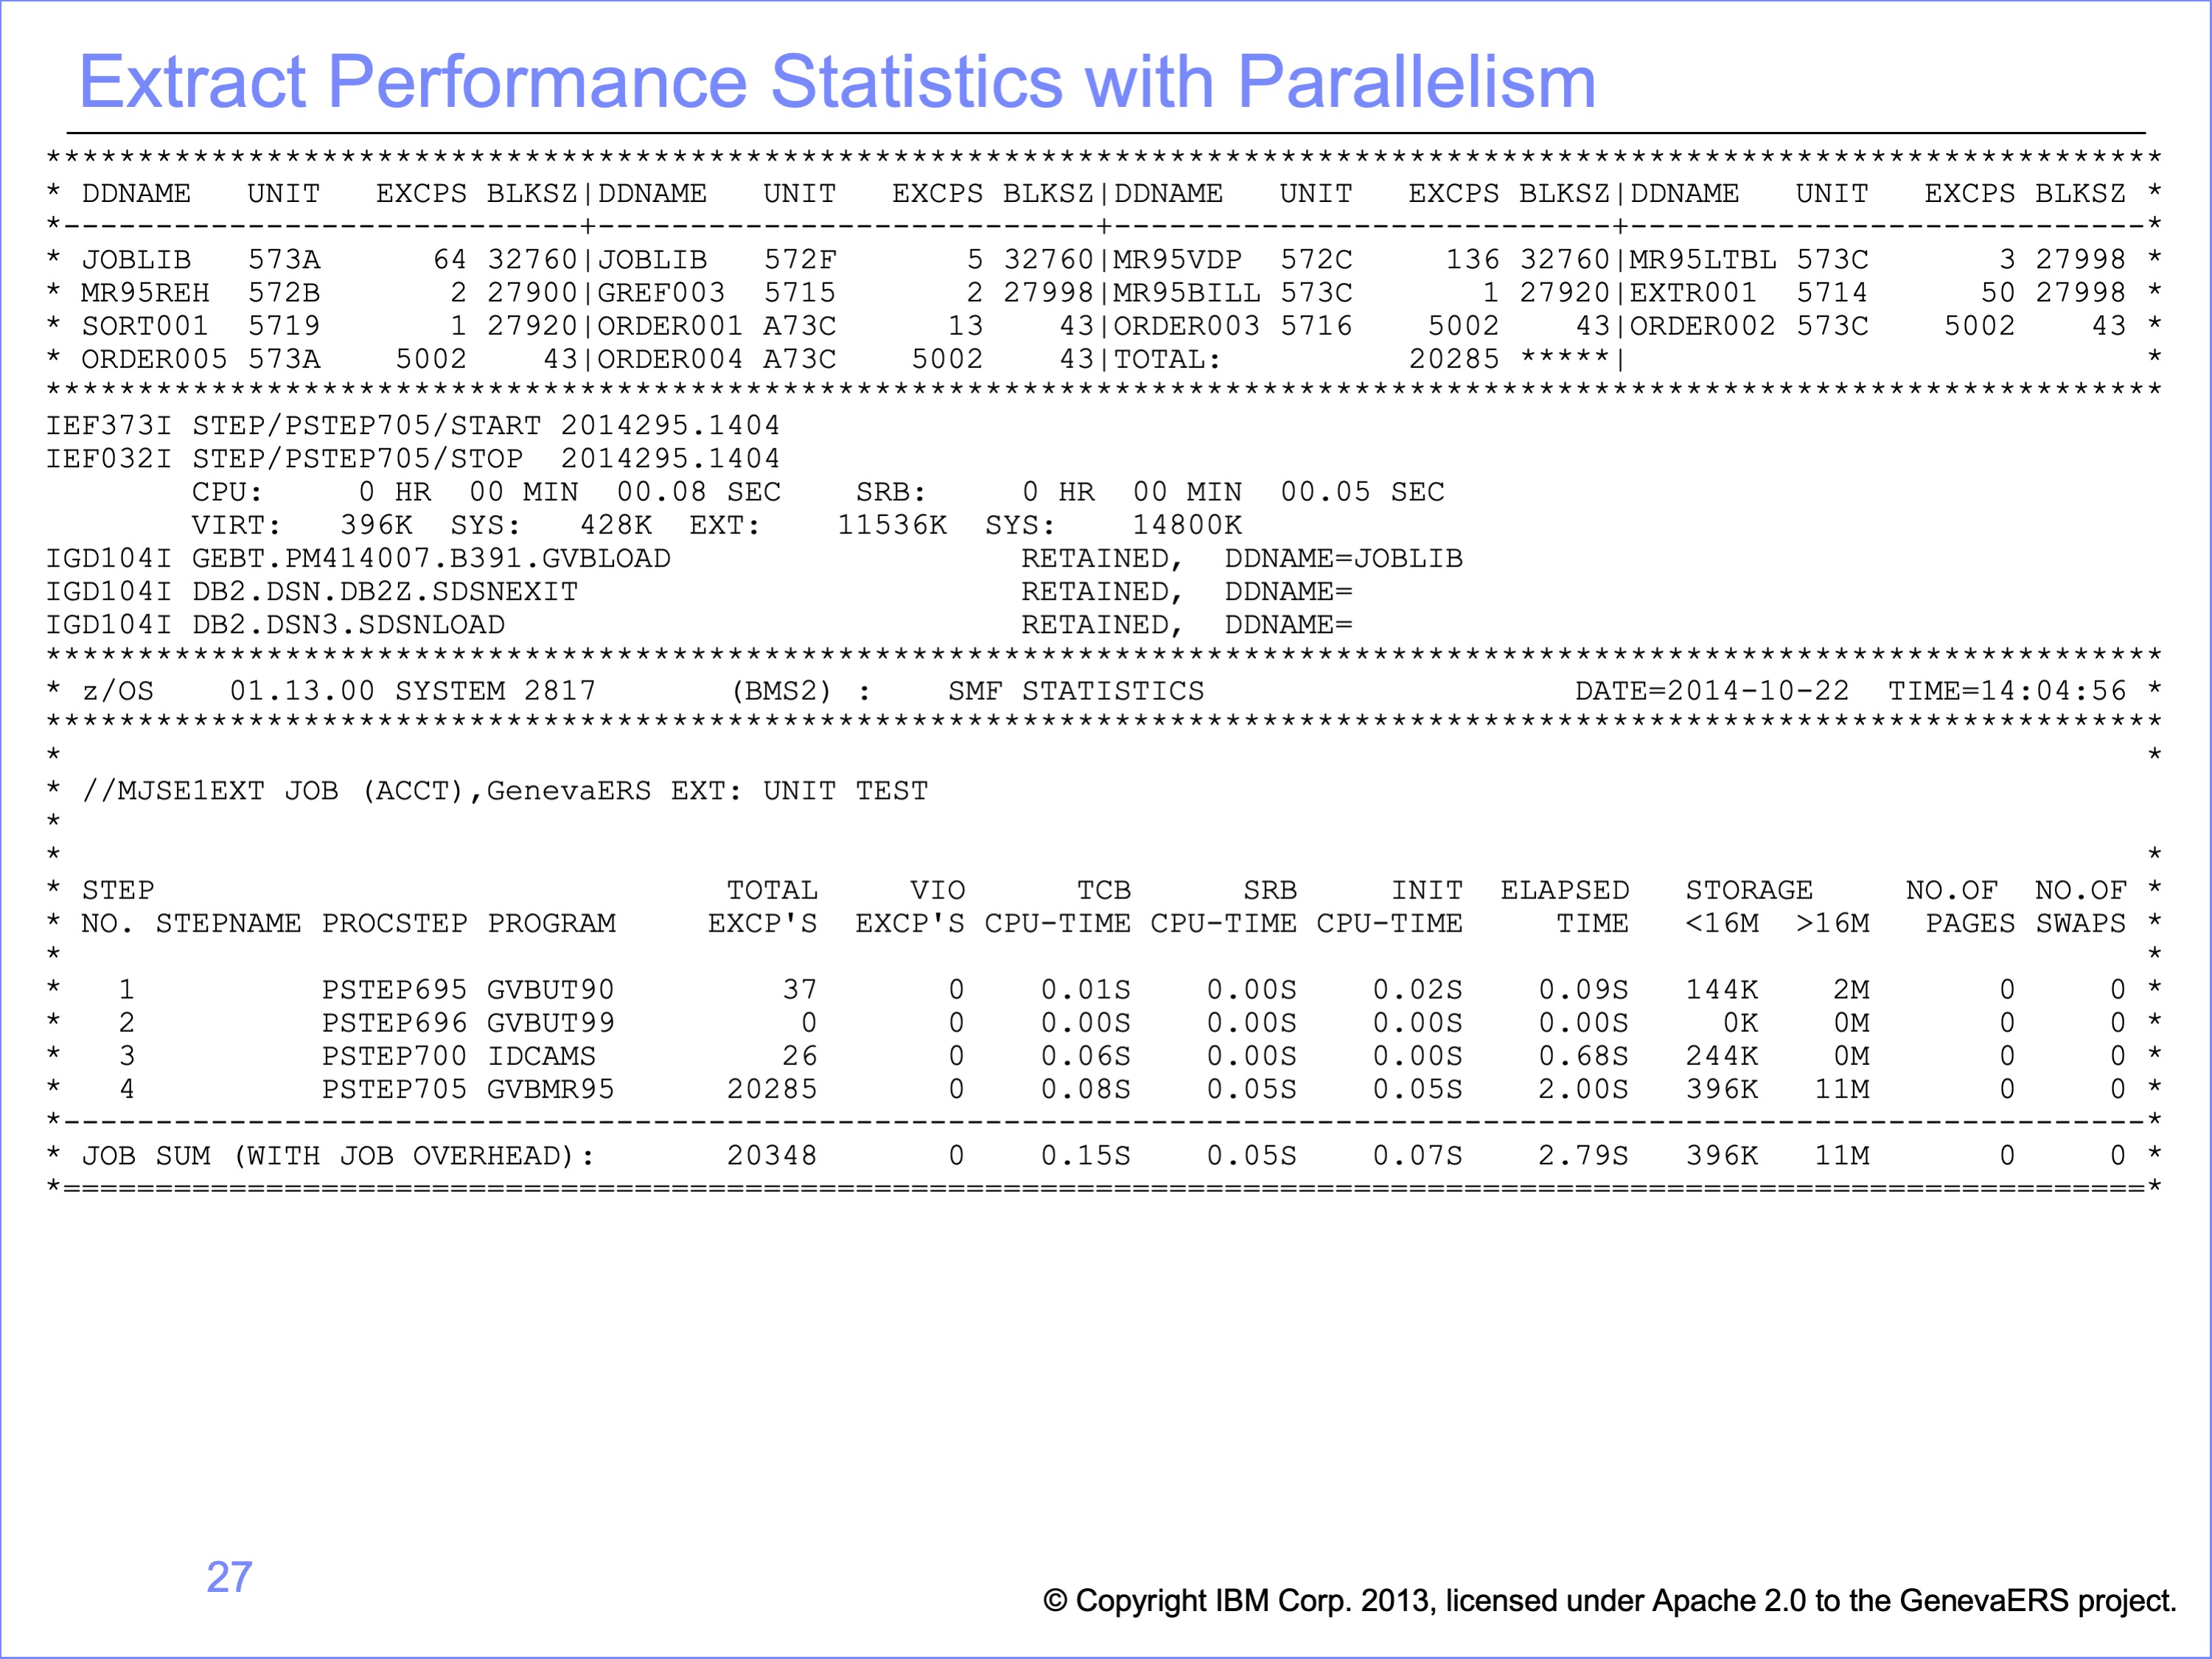 Extract Performance Statistics with Parallelism
*******************************************************************************************************************
* DDNAME   UNIT   EXCPS BLKSZ|DDNAME   UNIT   EXCPS BLKSZ|DDNAME   UNIT   EXCPS BLKSZ|DDNAME   UNIT   EXCPS BLKSZ *
*----------------------------+---------------------------+---------------------------+----------------------------*
* JOBLIB   573A      64 32760|JOBLIB   572F       5 32760|MR95VDP  572C     136 32760|MR95LTBL 573C       3 27998 *
* MR95REH  572B       2 27900|GREF003  5715       2 27998|MR95BILL 573C       1 27920|EXTR001  5714      50 27998 *
* SORT001  5719       1 27920|ORDER001 A73C      13    43|ORDER003 5716    5002    43|ORDER002 573C    5002    43 *
* ORDER005 573A    5002    43|ORDER004 A73C    5002    43|TOTAL:          20285 *****|                            *
*******************************************************************************************************************
IEF373I STEP/PSTEP705/START 2014295.1404
IEF032I STEP/PSTEP705/STOP  2014295.1404
        CPU:     0 HR  00 MIN  00.08 SEC    SRB:     0 HR  00 MIN  00.05 SEC
        VIRT:   396K  SYS:   428K  EXT:    11536K  SYS:    14800K
IGD104I GEBT.PM414007.B391.GVBLOAD                   RETAINED,  DDNAME=JOBLIB
IGD104I DB2.DSN.DB2Z.SDSNEXIT                        RETAINED,  DDNAME=
IGD104I DB2.DSN3.SDSNLOAD                            RETAINED,  DDNAME=
*******************************************************************************************************************
* z/OS    01.13.00 SYSTEM 2817       (BMS2) :    SMF STATISTICS                    DATE=2014-10-22  TIME=14:04:56 *
*******************************************************************************************************************
*                                                                                                                 *
* //MJSE1EXT JOB (ACCT),GenevaERS EXT: UNIT TEST
*
*                                                                                                                 *
* STEP                               TOTAL     VIO      TCB      SRB     INIT  ELAPSED   STORAGE     NO.OF  NO.OF *
* NO. STEPNAME PROCSTEP PROGRAM     EXCP'S  EXCP'S CPU-TIME CPU-TIME CPU-TIME     TIME   <16M  >16M   PAGES SWAPS *
*                                                                                                                 *
*   1          PSTEP695 GVBUT90         37       0    0.01S    0.00S    0.02S    0.09S   144K    2M       0     0 *
*   2          PSTEP696 GVBUT99          0       0    0.00S    0.00S    0.00S    0.00S     0K    0M       0     0 *
*   3          PSTEP700 IDCAMS          26       0    0.06S    0.00S    0.00S    0.68S   244K    0M       0     0 *
*   4          PSTEP705 GVBMR95      20285       0    0.08S    0.05S    0.05S    2.00S   396K   11M       0     0 *
*-----------------------------------------------------------------------------------------------------------------*
* JOB SUM (WITH JOB OVERHEAD):       20348       0    0.15S    0.05S    0.07S    2.79S   396K   11M       0     0 *
*=================================================================================================================*
27
© Copyright IBM Corp. 2013, licensed under Apache 2.0 to the GenevaERS project.